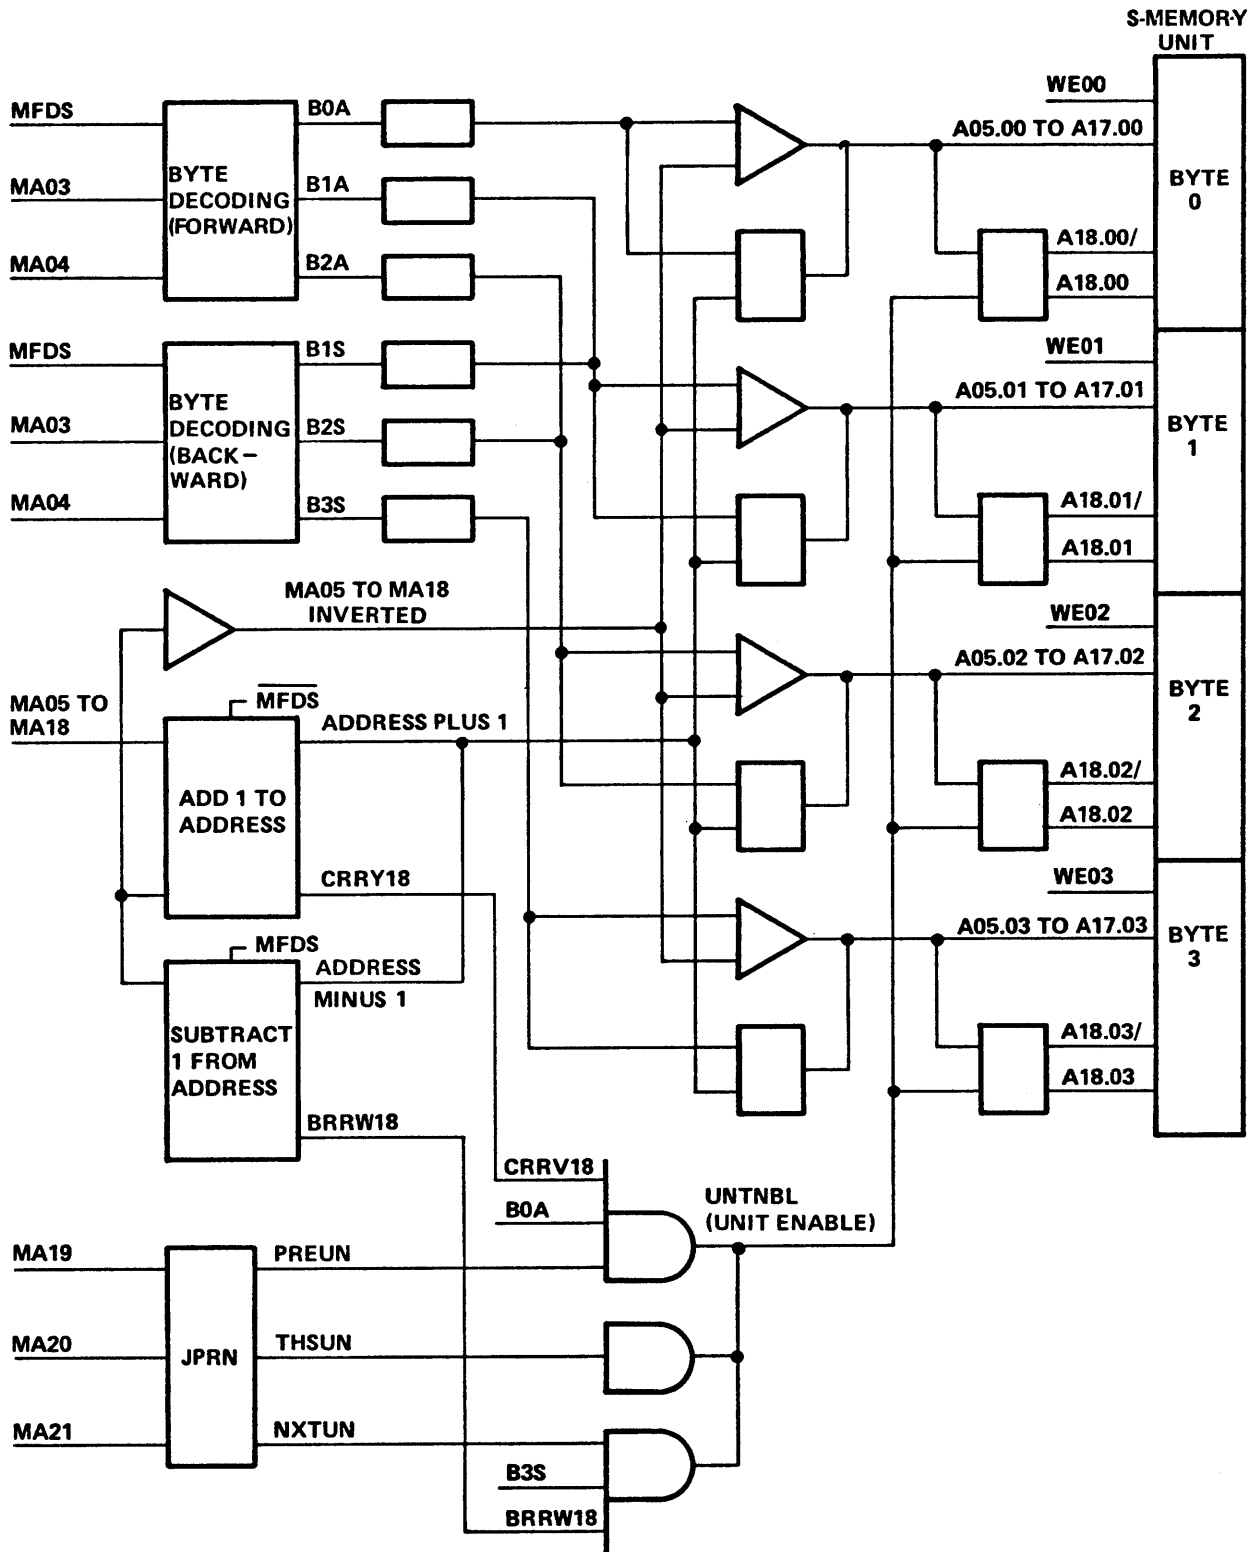 S-MEMORY
UNIT
WE00
MFDS
B0A
A05.00 TO A17.00
BYTE
DECODING
(FORWARD)
MA03
B1A
BYTE
0
MA04
B2A
A18.00/
A18.00
MFDS
B1S
WE01
BYTE
DECODING
(BACK-
WARD)
A05.01 TO A17.01
MA03
B2S
BYTE
1
MA04
B3S
A18.01/
A18.01
MA05 TO MA18
INVERTED
WE02
A05.02 TO A17.02
MA05 TO
MA18
MFDS
ADDRESS PLUS 1
BYTE
2
ADD 1 TO
ADDRESS
A18.02/
A18.02
CRRY18
WE03
MFDS
A05.03 TO A17.03
ADDRESS
MINUS 1
BYTE
3
SUBTRACT
1 FROM
ADDRESS
A18.03/
A18.03
BRRW18
CRRV18
B0A
UNTNBL
(UNIT ENABLE)
MA19
PREUN
MA20
JPRN
THSUN
MA21
NXTUN
B3S
BRRW18